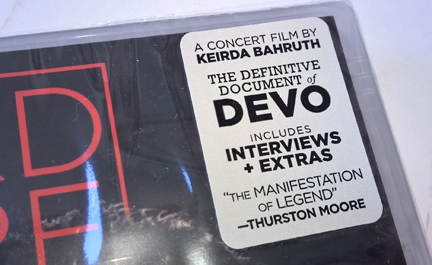 A CONCERT FILM BY
KEIRDA BAHRUTH
THE DEFINITIVE
DOCUMENT of
DEVO
INCLUDES
INTERVIEWS
+ EXTRAS
"THE MANIFESTATION
OF LEGEND"
—THURSTON MOORE